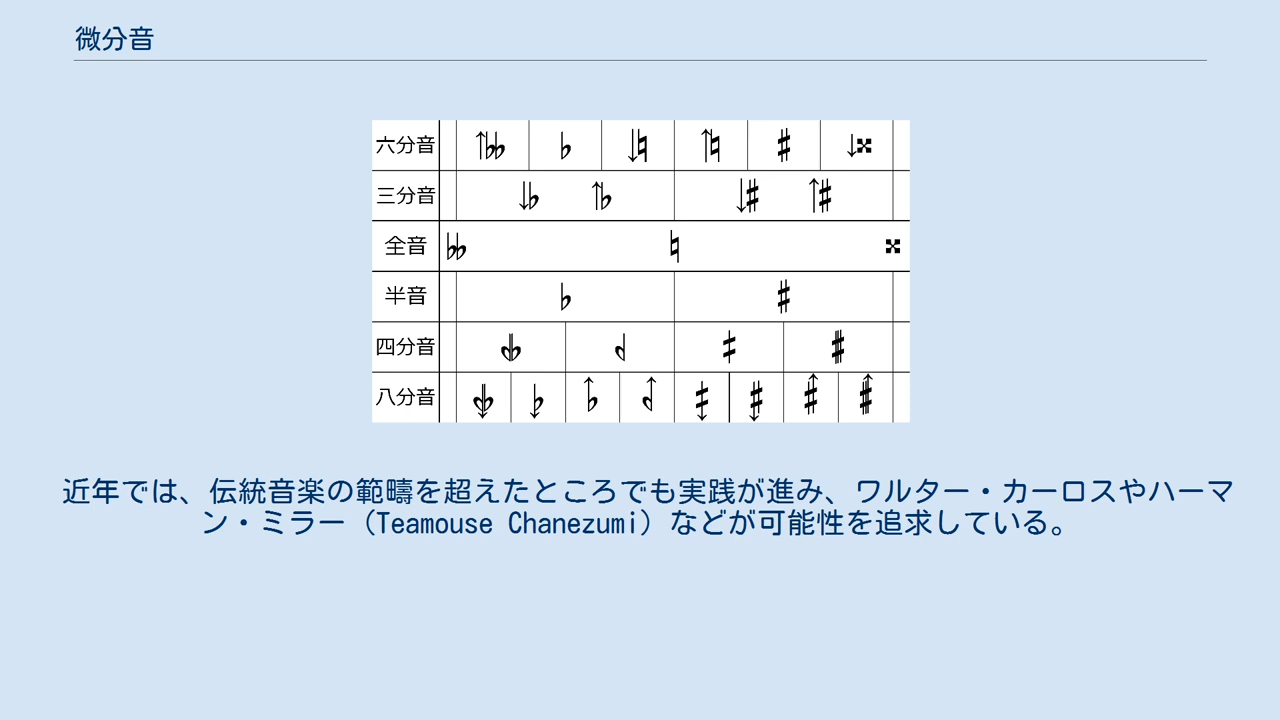 微分音
六分音
三分音
全音
半音
四分音
八分音
近年では、伝統音楽の範疇を超えたところでも実践が進み、ワルター・カーロスやハーマ
ン・ミラー（Teamouse Chanezumi）などが可能性を追求している。